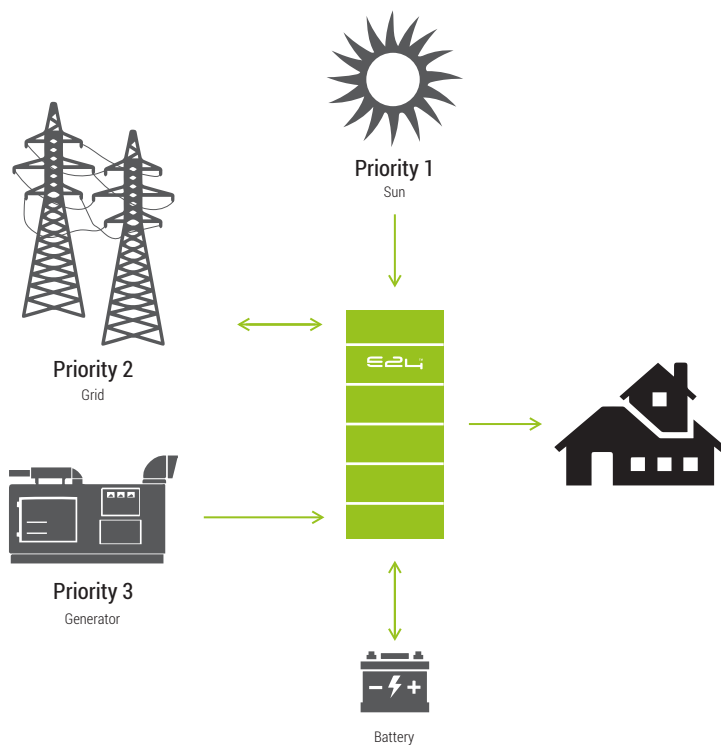 Priority 1
Sun
Priority 2
Grid
E24
Priority 3
Generator
Battery